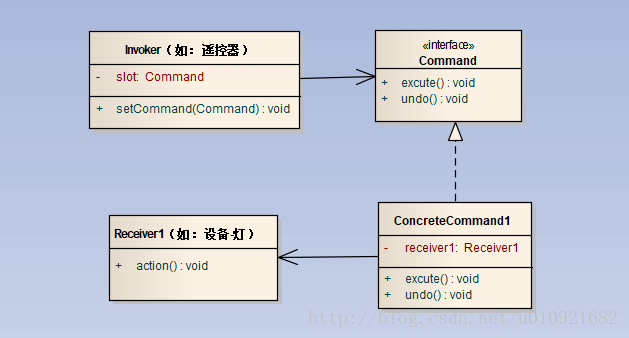 Invoker（如：遥控器）
- slot: Command
+ setCommand(Command) : void
«interface»
Command
+ excute() : void
+ undo() : void
Receiver1（如：设备-灯）
+ action() : void
ConcreteCommand1
- receiver1: Receiver1
+ excute() : void
+ undo() : void
http://blog.csdn.net/u010921682